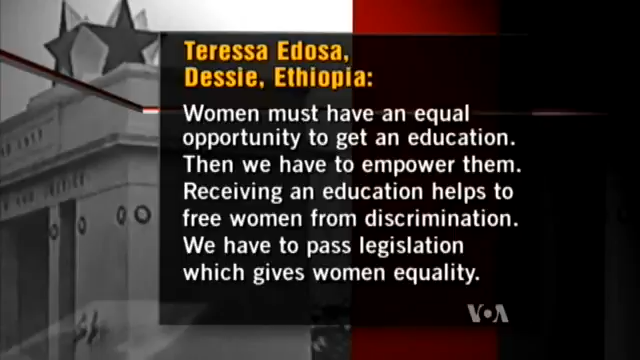 Teressa Edosa,
Dessie, Ethiopia:
Women must have an equal
opportunity to get an education.
Then we have to empower them.
Receiving an education helps to
free women from discrimination.
We have to pass legislation
which gives women equality.
VOA